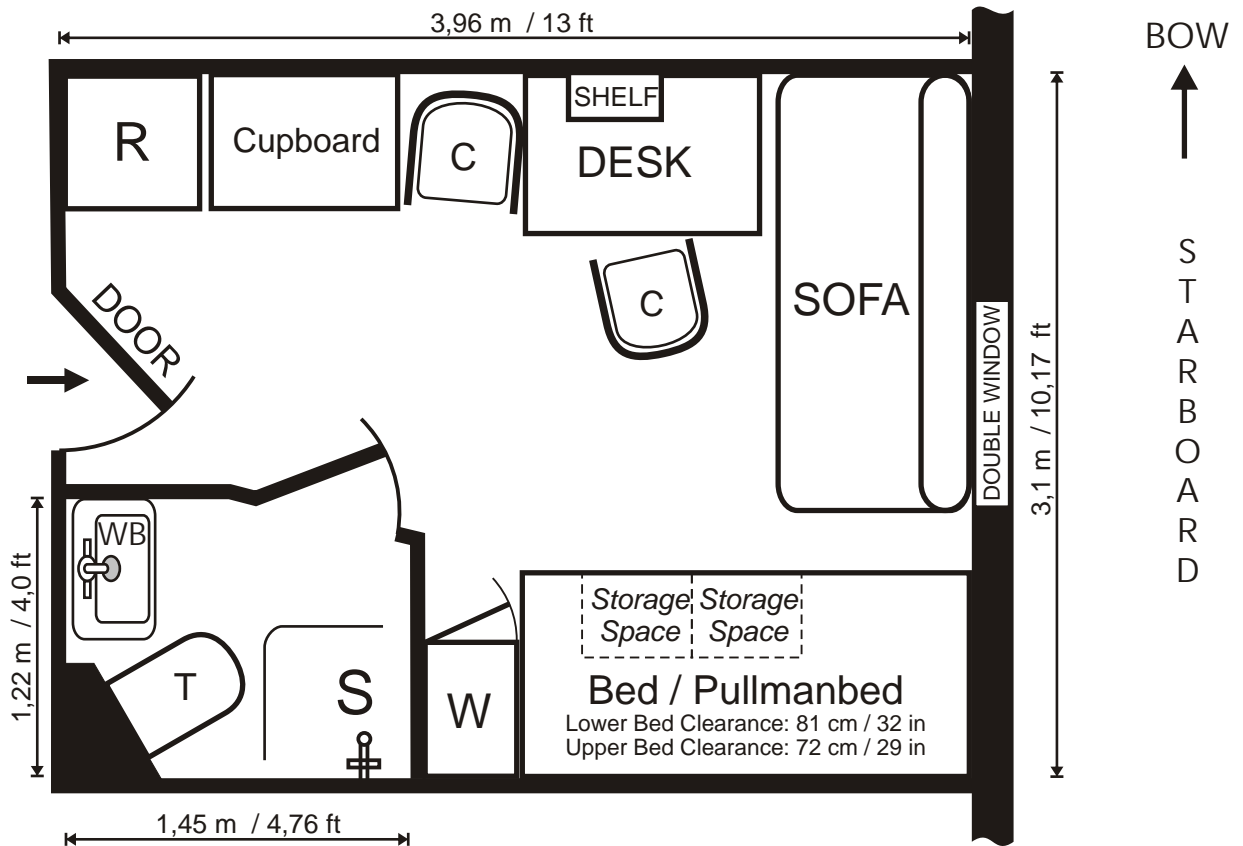 3,96 m / 13 ft
BOW
SHELF
R
Cupboard
C
DESK
C
SOFA
DOOR
DOUBLE WINDOW
3,1 m / 10,17 ft
STARBOARD
WB
1,22 m / 4,0 ft
T
S
W
Storage Storage
Space Space
Bed / Pullmanbed
Lower Bed Clearance: 81 cm / 32 in
Upper Bed Clearance: 72 cm / 29 in
1,45 m / 4,76 ft